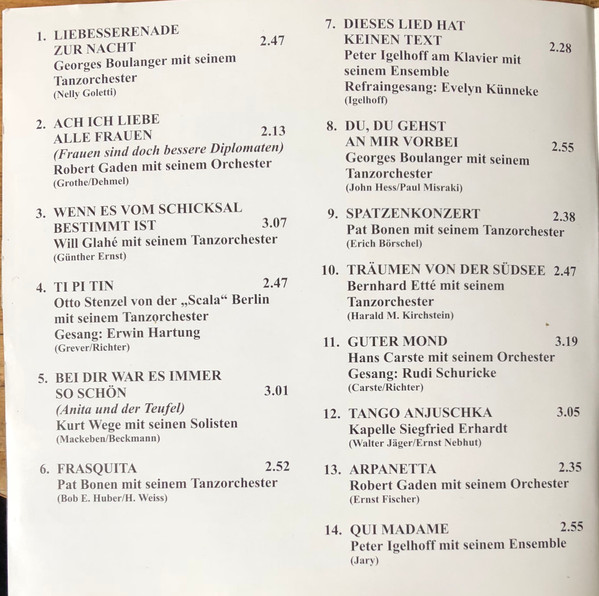 1. LIEBESSERENADE
ZUR NACHT 2.47
Georges Boulanger mit seinem
Tanzorchester
(Nelly Goletti)
2. ACH ICH LIEBE
ALLE FRAUEN 2.13
(Frauen sind doch bessere Diplomaten)
Robert Gaden mit seinem Orchester
(Grothe/Dehmel)
3. WENN ES VOM SCHICKSAL
BESTIMMT IST 3.07
Will Glahé mit seinem Tanzorchester
(Günther Ernst)
4. TI PI TIN 2.47
Otto Stenzel von der „Scala“ Berlin
mit seinem Tanzorchester
Gesang: Erwin Hartung
(Grever/Richter)
5. BEI DIR WAR ES IMMER
SO SCHÖN 3.01
(Anita und der Teufel)
Kurt Wege mit seinen Solisten
(Mackeben/Beckmann)
6. FRASQUITA 2.52
Pat Bonen mit seinem Tanzorchester
(Bob E. Huber/H. Weiss)
7. DIESES LIED HAT
KEINEN TEXT 2.28
Peter Igelhoff am Klavier mit
seinem Ensemble
Refraingesang: Evelyn Künneke
(Igelhoff)
8. DU, DU GEHST
AN MIR VORBEI 2.55
Georges Boulanger mit seinem
Tanzorchester
(John Hess/Paul Misraki)
9. SPATZENKONZERT 2.38
Pat Bonen mit seinem Tanzorchester
(Erich Börschel)
10. TRÄUMEN VON DER SÜDSEE 2.47
Bernhard Etté mit seinem
Tanzorchester
(Harald M. Kirchstein)
11. GUTER MOND 3.19
Hans Carste mit seinem Orchester
Gesang: Rudi Schuricke
(Carste/Richter)
12. TANGO ANJUSCHKA 3.05
Kapelle Siegfried Erhardt
(Walter Jäger/Ernst Nebhut)
13. ARPANETTA 2.35
Robert Gaden mit seinem Orchester
(Ernst Fischer)
14. QUI MADAME 2.55
Peter Igelhoff mit seinem Ensemble
(Jary)